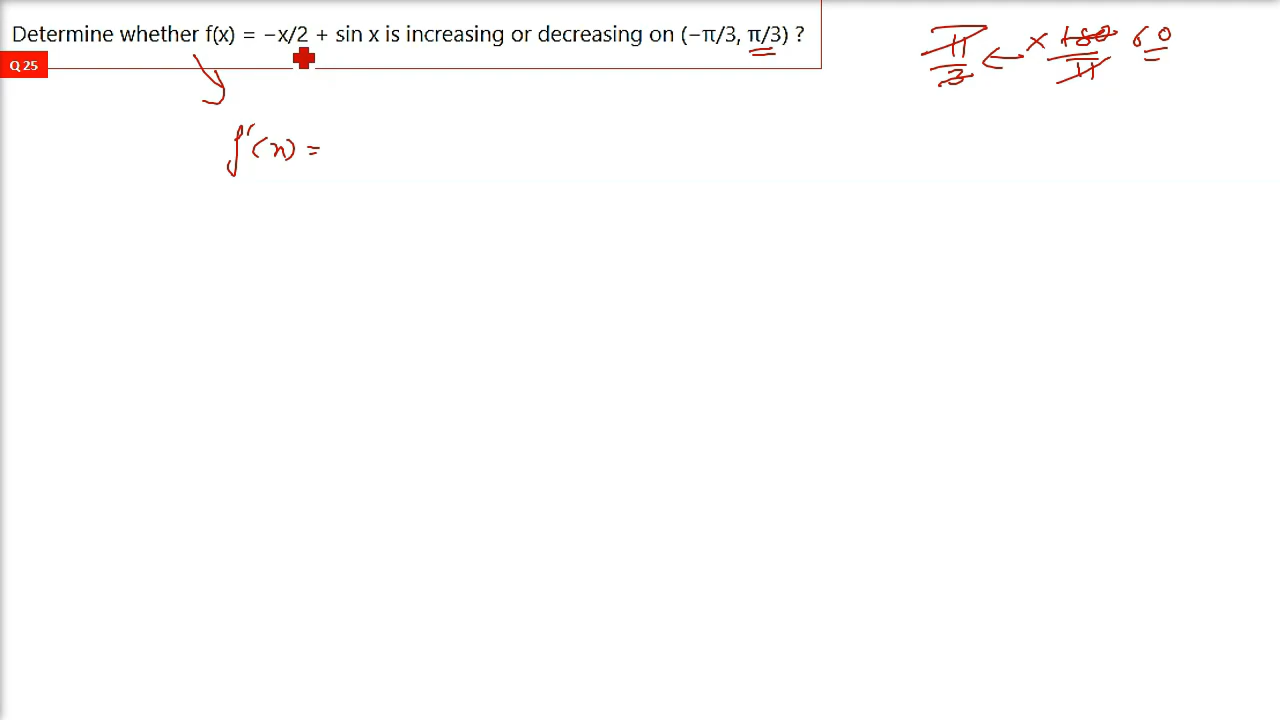 Determine whether f(x) = −x/2 + sin x is increasing or decreasing on (−π/3, π/3) ?
Q 25
π/3 ← × 180/π 60
f'(x) =